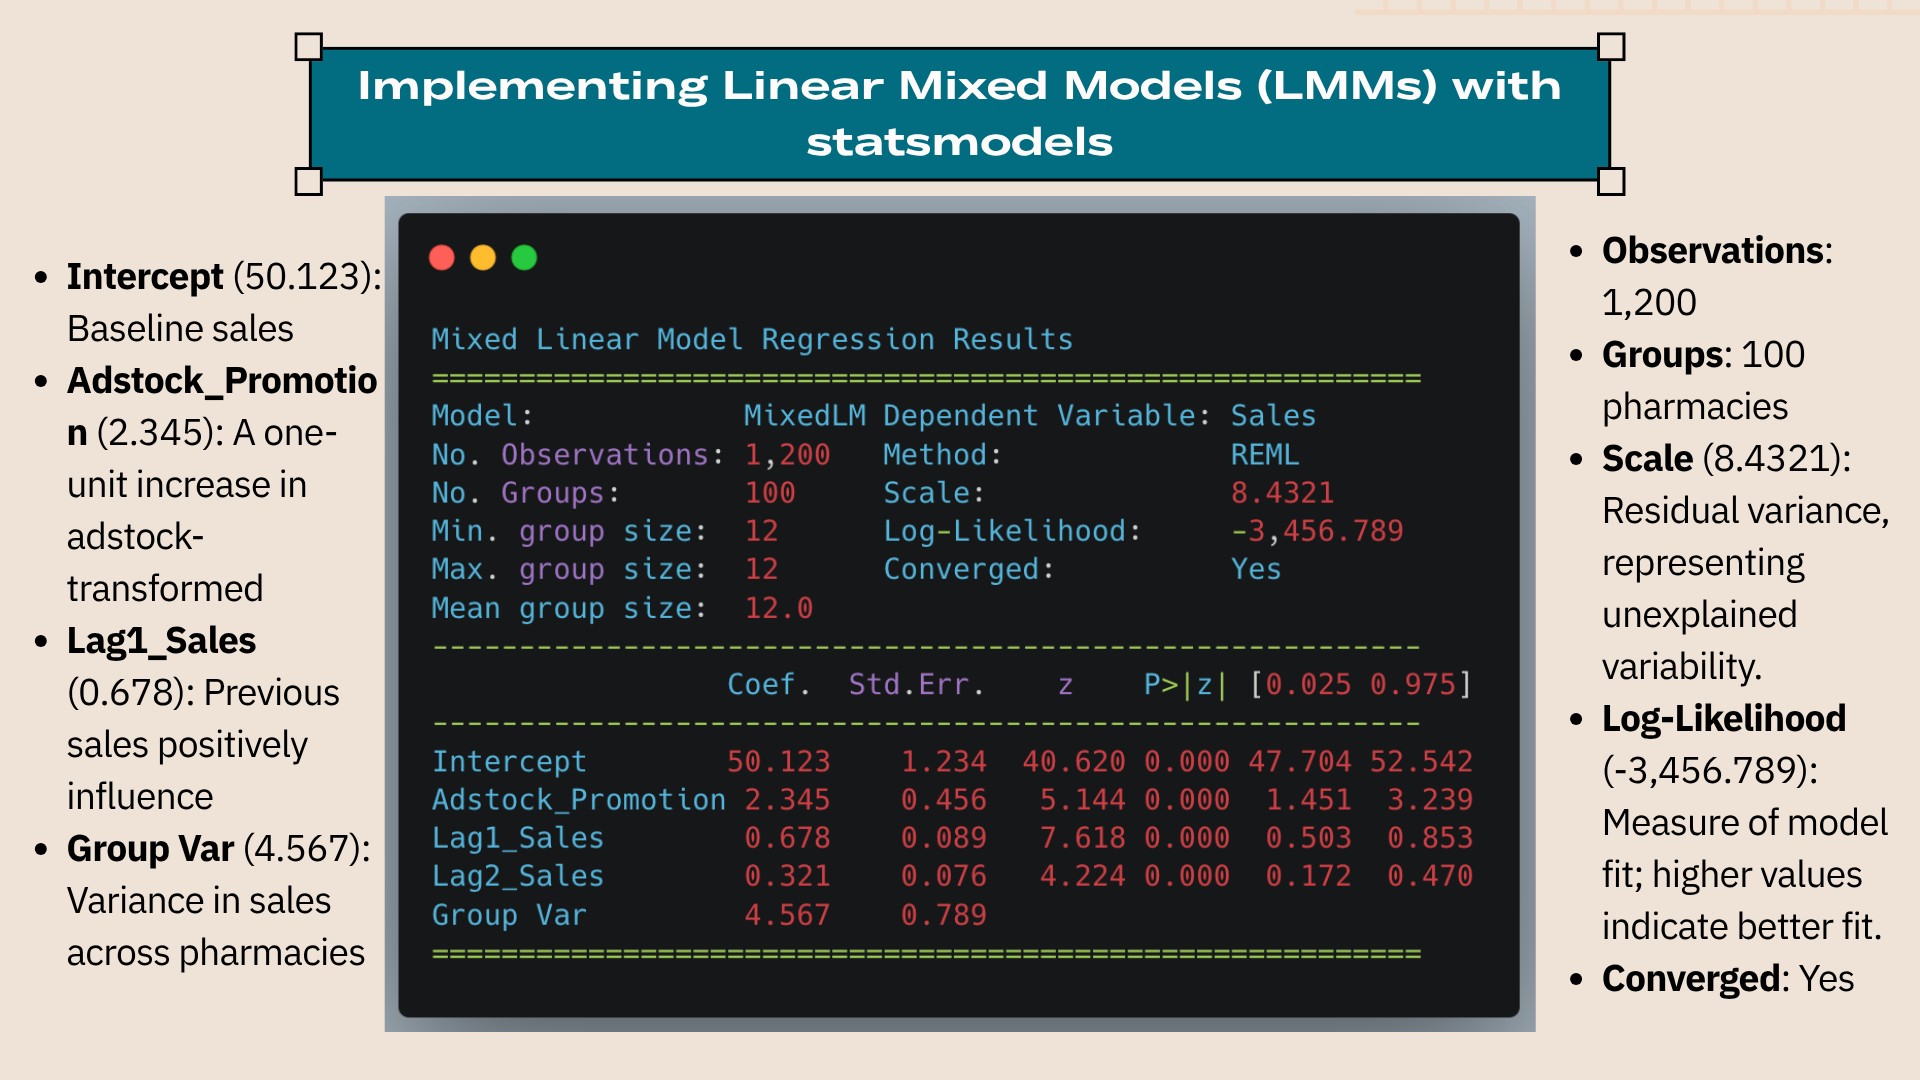 Implementing Linear Mixed Models (LMMs) with
statsmodels
• Intercept (50.123):
Baseline sales
• Adstock_Promotio
n (2.345): A one-
unit increase in
adstock-
transformed
• Lag1_Sales
(0.678): Previous
sales positively
influence
• Group Var (4.567):
Variance in sales
across pharmacies
Mixed Linear Model Regression Results
=========================================================
Model: MixedLM Dependent Variable: Sales
No. Observations: 1,200 Method: REML
No. Groups: 100 Scale: 8.4321
Min. group size: 12 Log-Likelihood: -3,456.789
Max. group size: 12 Converged: Yes
Mean group size: 12.0
---------------------------------------------------------
Coef. Std.Err. z P>|z| [0.025 0.975]
---------------------------------------------------------
Intercept 50.123 1.234 40.620 0.000 47.704 52.542
Adstock_Promotion 2.345 0.456 5.144 0.000 1.451 3.239
Lag1_Sales 0.678 0.089 7.618 0.000 0.503 0.853
Lag2_Sales 0.321 0.076 4.224 0.000 0.172 0.470
Group Var 4.567 0.789
=========================================================
• Observations:
1,200
• Groups: 100
pharmacies
• Scale (8.4321):
Residual variance,
representing
unexplained
variability.
• Log-Likelihood
(-3,456.789):
Measure of model
fit; higher values
indicate better fit.
• Converged: Yes